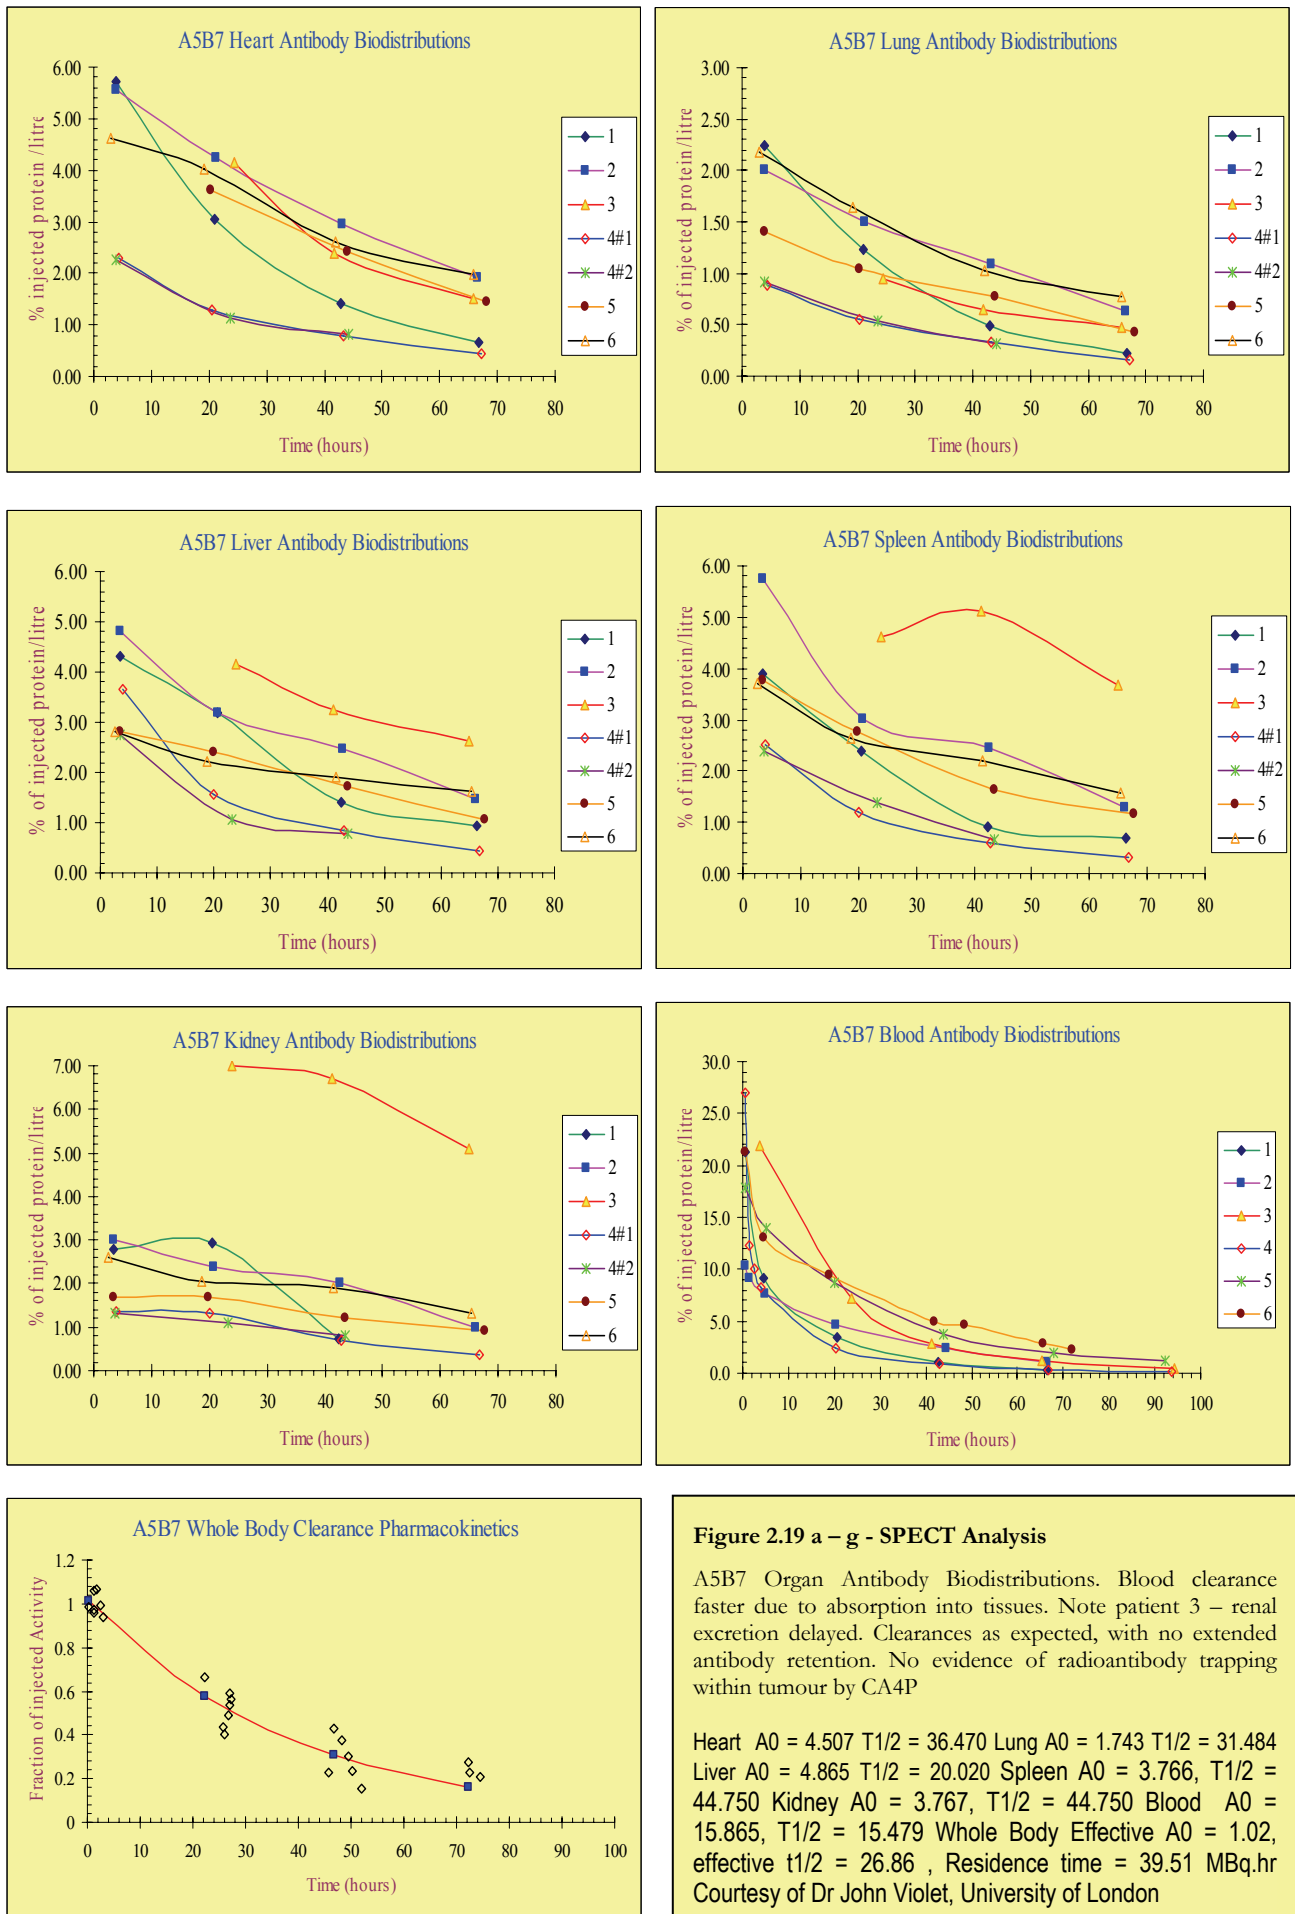 A5B7 Heart Antibody Biodistributions
% injected protein /litre
6.00
5.00
4.00
3.00
2.00
1.00
0.00
0 10 20 30 40 50 60 70 80
Time (hours)
1
2
3
4#1
4#2
5
6
A5B7 Lung Antibody Biodistributions
% of injected protein/litre
3.00
2.50
2.00
1.50
1.00
0.50
0.00
0 10 20 30 40 50 60 70 80
Time (hours)
1
2
3
4#1
4#2
5
6
A5B7 Liver Antibody Biodistributions
% of injected protein/litre
6.00
5.00
4.00
3.00
2.00
1.00
0.00
0 10 20 30 40 50 60 70 80
Time (hours)
1
2
3
4#1
4#2
5
6
A5B7 Spleen Antibody Biodistributions
% of injected protein/litre
6.00
5.00
4.00
3.00
2.00
1.00
0.00
0 10 20 30 40 50 60 70 80
Time (hours)
1
2
3
4#1
4#2
5
6
A5B7 Kidney Antibody Biodistributions
% of injected protein/litre
7.00
6.00
5.00
4.00
3.00
2.00
1.00
0.00
0 10 20 30 40 50 60 70 80
Time (hours)
1
2
3
4#1
4#2
5
6
A5B7 Blood Antibody Biodistributions
% of injected protein/litre
30.0
25.0
20.0
15.0
10.0
5.0
0.0
0 10 20 30 40 50 60 70 80 90 100
Time (hours)
1
2
3
4
5
6
A5B7 Whole Body Clearance Pharmacokinetics
Fraction of injected Activity
1.2
1
0.8
0.6
0.4
0.2
0
0 10 20 30 40 50 60 70 80 90 100
Time (hours)
Figure 2.19 a – g - SPECT Analysis
A5B7 Organ Antibody Biodistributions. Blood clearance
faster due to absorption into tissues. Note patient 3 – renal
excretion delayed. Clearances as expected, with no extended
antibody retention. No evidence of radioantibody trapping
within tumour by CA4P
Heart A0 = 4.507 T1/2 = 36.470 Lung A0 = 1.743 T1/2 = 31.484
Liver A0 = 4.865 T1/2 = 20.020 Spleen A0 = 3.766, T1/2 =
44.750 Kidney A0 = 3.767, T1/2 = 44.750 Blood A0 =
15.865, T1/2 = 15.479 Whole Body Effective A0 = 1.02,
effective t1/2 = 26.86 , Residence time = 39.51 MBq.hr
Courtesy of Dr John Violet, University of London